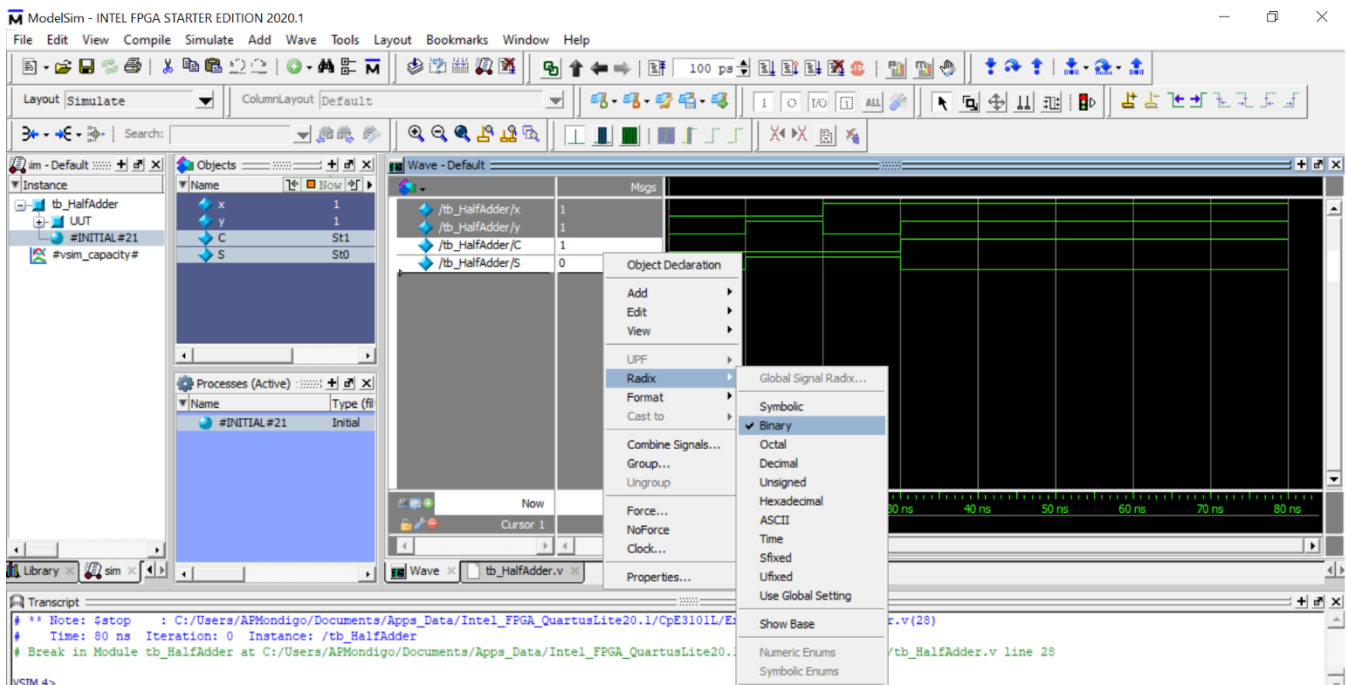 ModelSim - INTEL FPGA STARTER EDITION 2020.1
File Edit View Compile Simulate Add Wave Tools Layout Bookmarks Window Help
100 ps
Layout Simulate
ColumnLayout Default
ALL
Search:
sim - Default
Instance
tb_HalfAdder
UUT
#INITIAL#21
#vsim_capacity#
Objects
Name Now
x 1
y 1
C St1
S St0
Processes (Active)
Name Type (fil
#INITIAL#21 Initial
Wave - Default
Msgs
/tb_HalfAdder/x 1
/tb_HalfAdder/y 1
/tb_HalfAdder/C 1
/tb_HalfAdder/S 0
Now
Cursor 1
30 ns 40 ns 50 ns 60 ns 70 ns 80 ns
Object Declaration
Add
Edit
View
UPF
Radix
Format
Cast to
Combine Signals...
Group...
Ungroup
Force...
NoForce
Clock...
Properties...
Global Signal Radix...
Symbolic
Binary
Octal
Decimal
Unsigned
Hexadecimal
ASCII
Time
Sfixed
Ufixed
Use Global Setting
Show Base
Numeric Enums
Symbolic Enums
Library sim
Wave tb_HalfAdder.v
Transcript
# ** Note: $stop : C:/Users/APMondigo/Documents/Apps_Data/Intel_FPGA_QuartusLite20.1/CpE3101L/E r.v(28)
# Time: 80 ns Iteration: 0 Instance: /tb_HalfAdder
# Break in Module tb_HalfAdder at C:/Users/APMondigo/Documents/Apps_Data/Intel_FPGA_QuartusLite20. /tb_HalfAdder.v line 28
VSIM 4>